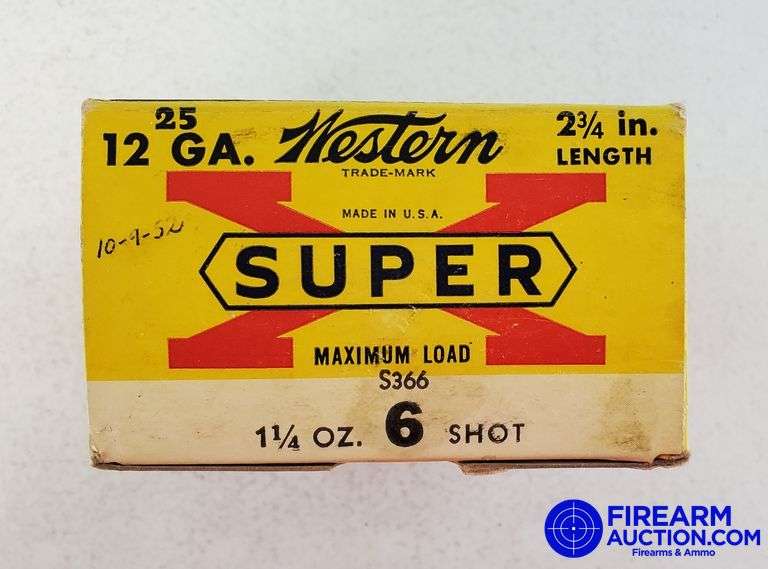 25
12 GA.
Western
2¾ in.
LENGTH
TRADE-MARK
MADE IN U.S.A.
10-9-52
SUPER
MAXIMUM LOAD
S366
1¼ OZ. 6 SHOT
FIREARM
AUCTION.COM
Firearms & Ammo